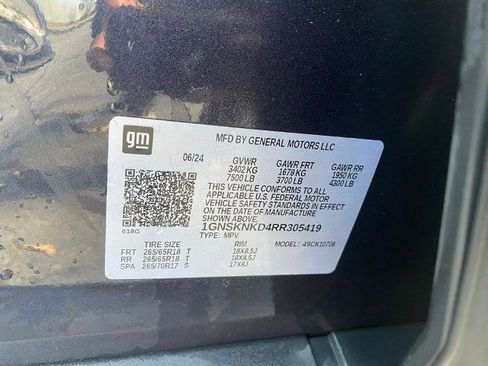 gm
MFD BY GENERAL MOTORS LLC
06/24 GVWR GAWR FRT GAWR RR
3402 KG 1678 KG 1950 KG
7500 LB 3700 LB 4300 LB
THIS VEHICLE CONFORMS TO ALL
APPLICABLE U.S. FEDERAL MOTOR
VEHICLE SAFETY STANDARDS IN EFFECT
ON THE DATE OF MANUFACTURE
SHOWN ABOVE.
1GNSKNKD4RR305419
TYPE: MPV MODEL: 49CK10706
TIRE SIZE RIM
FRT 265/65R18 T 18X8.5J
RR 265/65R18 T 18X8.5J
SPA 265/70R17 S 17X8J